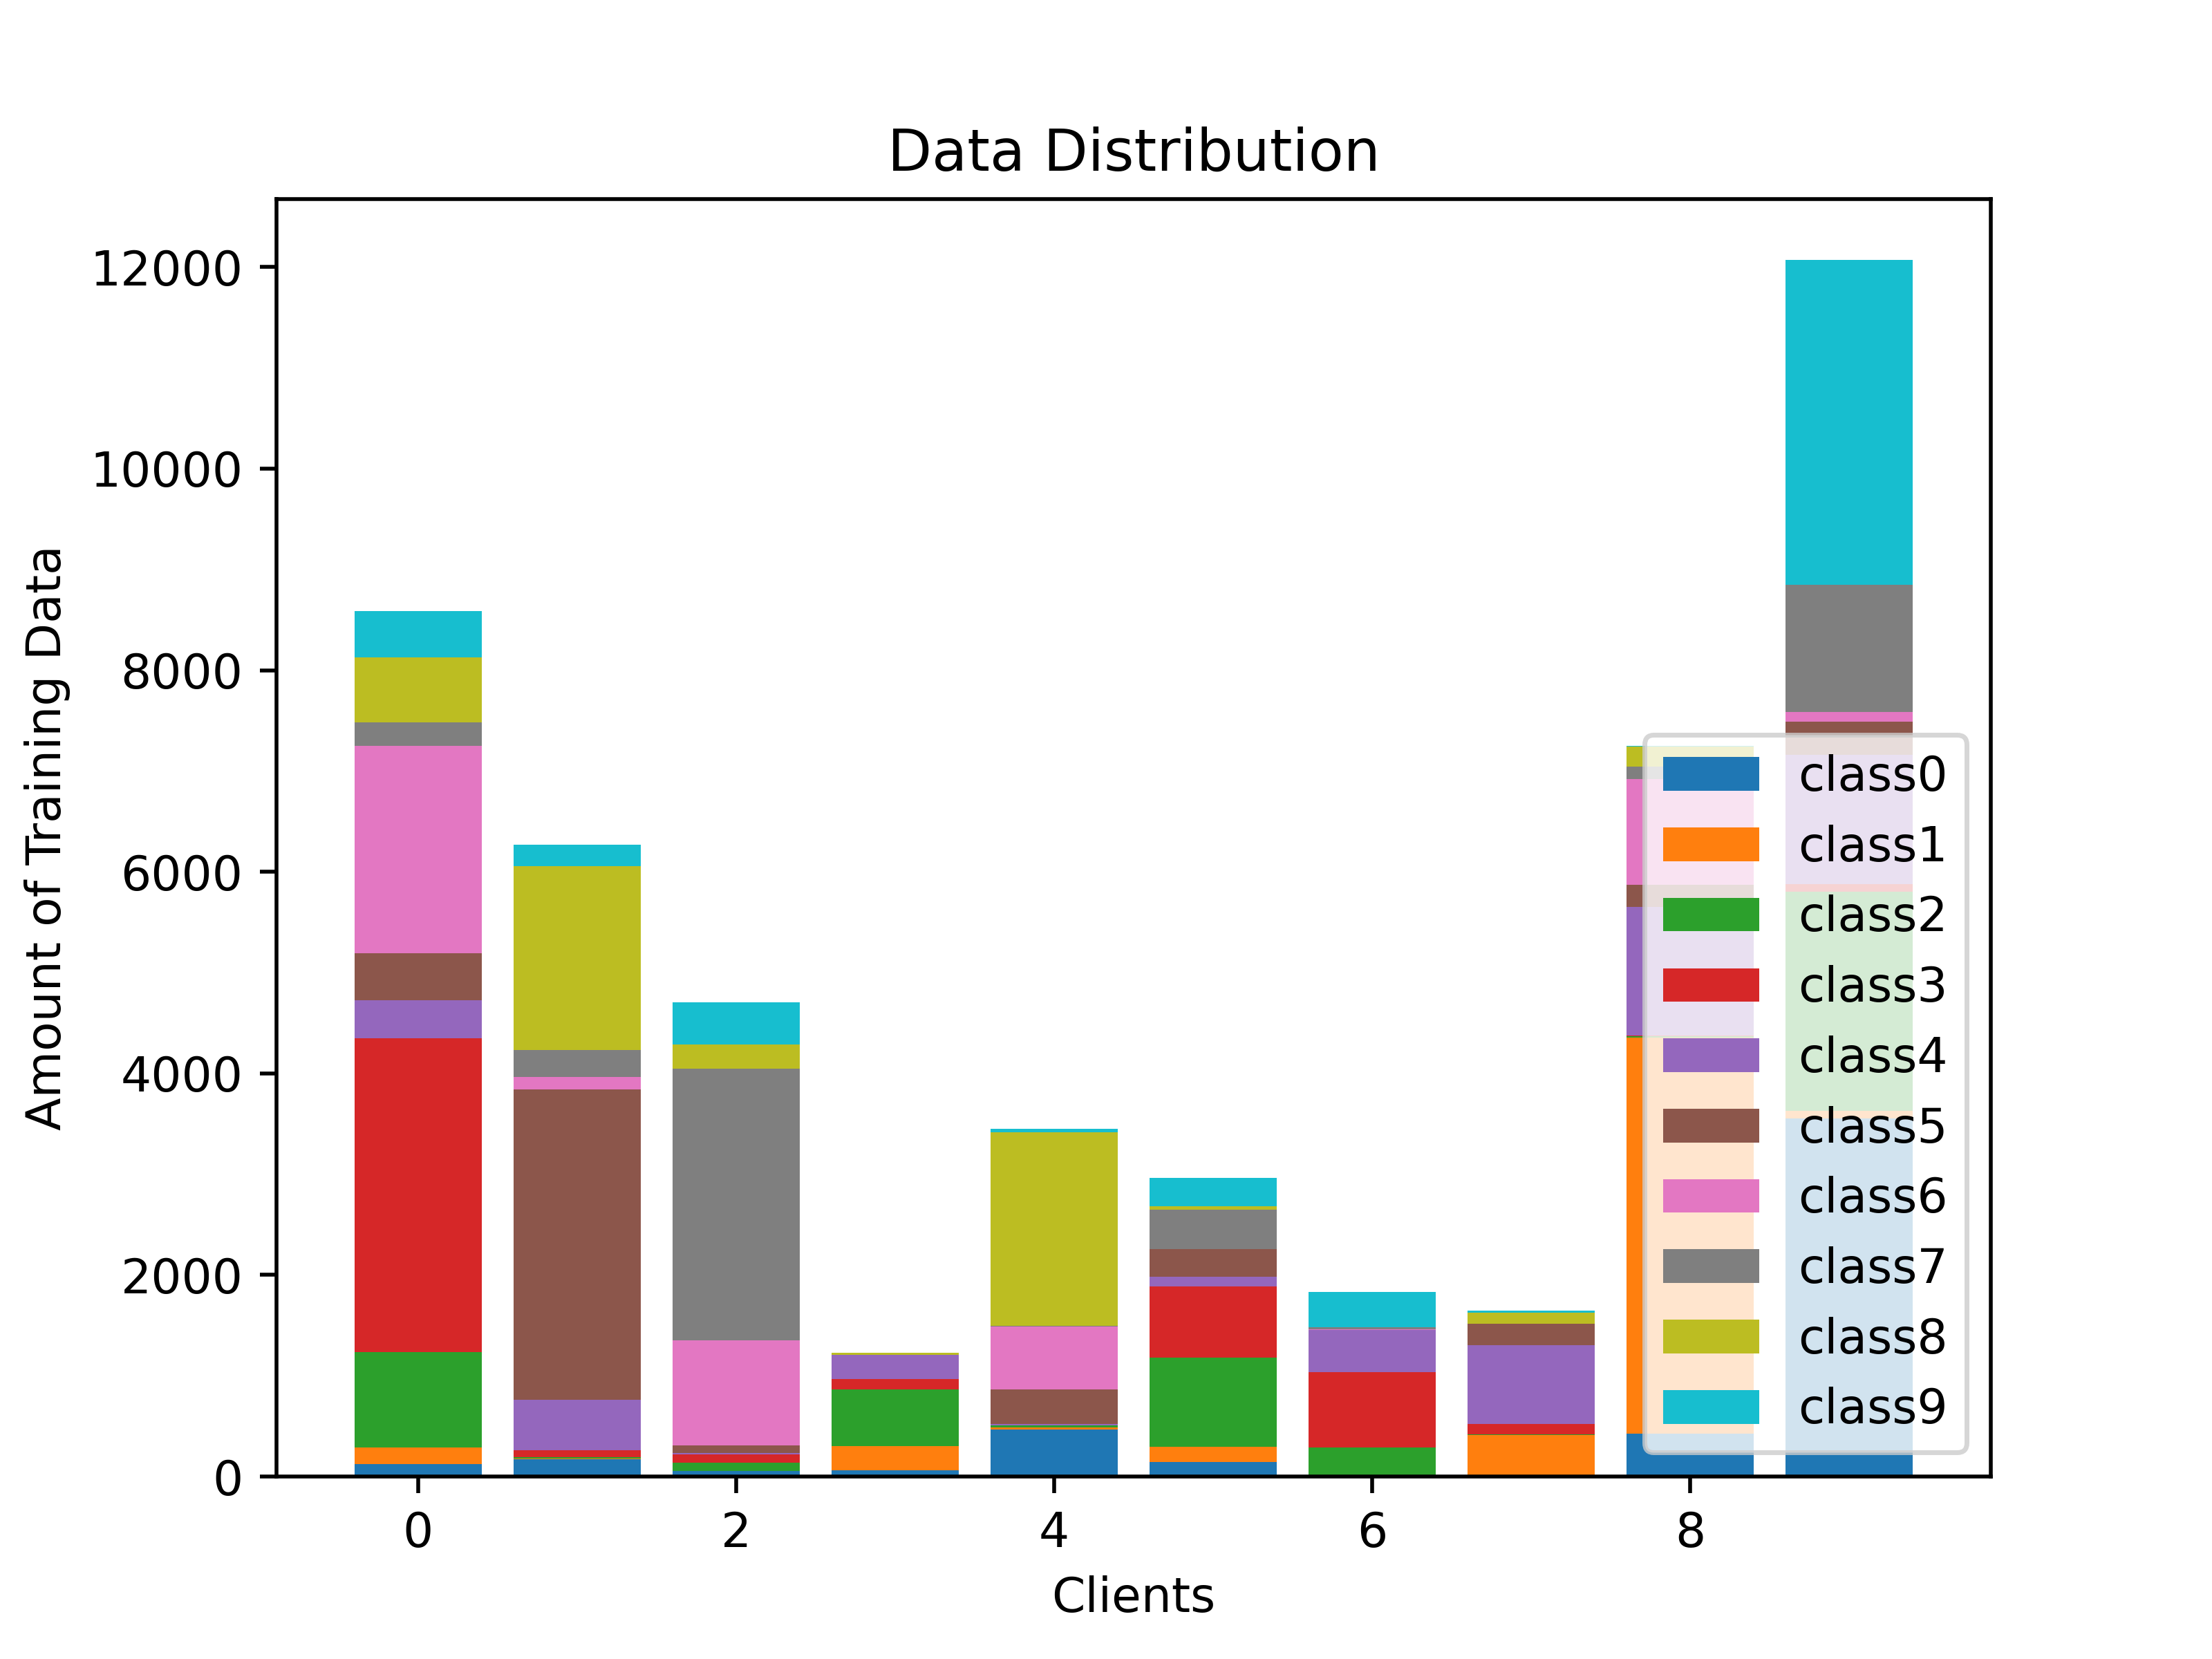 Data Distribution
Amount of Training Data
12000
10000
8000
6000
4000
2000
0
class0
class1
class2
class3
class4
class5
class6
class7
class8
class9
0 2 4 6 8
Clients